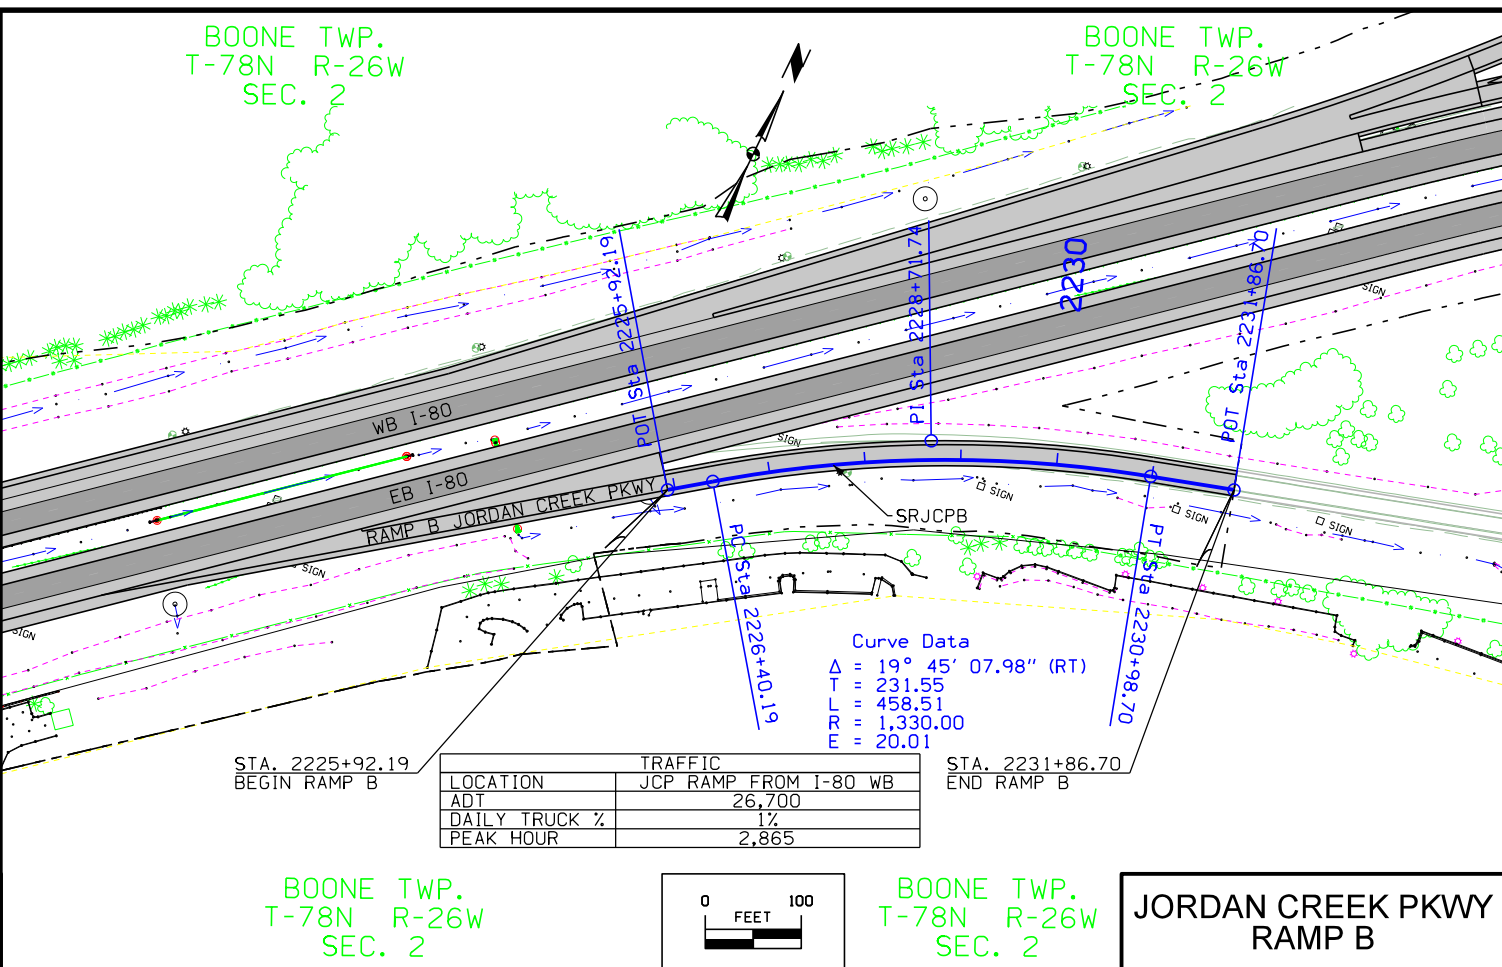 BOONE TWP.
T-78N R-26W
SEC. 2
BOONE TWP.
T-78N R-26W
SEC. 2
POT Sta 2225+92.19
PI Sta 2228+71.74
2230
POT Sta 2231+86.70
SIGN
WB I-80
EB I-80
RAMP B JORDAN CREEK PKWY
SIGN
SIGN
SIGN
SIGN
SRJCPB
SIGN
SIGN
PC Sta 2226+40.19
PT Sta 2230+98.70
Curve Data
Δ = 19° 45' 07.98" (RT)
T = 231.55
L = 458.51
R = 1,330.00
E = 20.01
STA. 2225+92.19
BEGIN RAMP B
STA. 2231+86.70
END RAMP B
TRAFFIC
LOCATION JCP RAMP FROM I-80 WB
ADT 26,700
DAILY TRUCK % 1%
PEAK HOUR 2,865
BOONE TWP.
T-78N R-26W
SEC. 2
0 100
FEET
BOONE TWP.
T-78N R-26W
SEC. 2
JORDAN CREEK PKWY
RAMP B